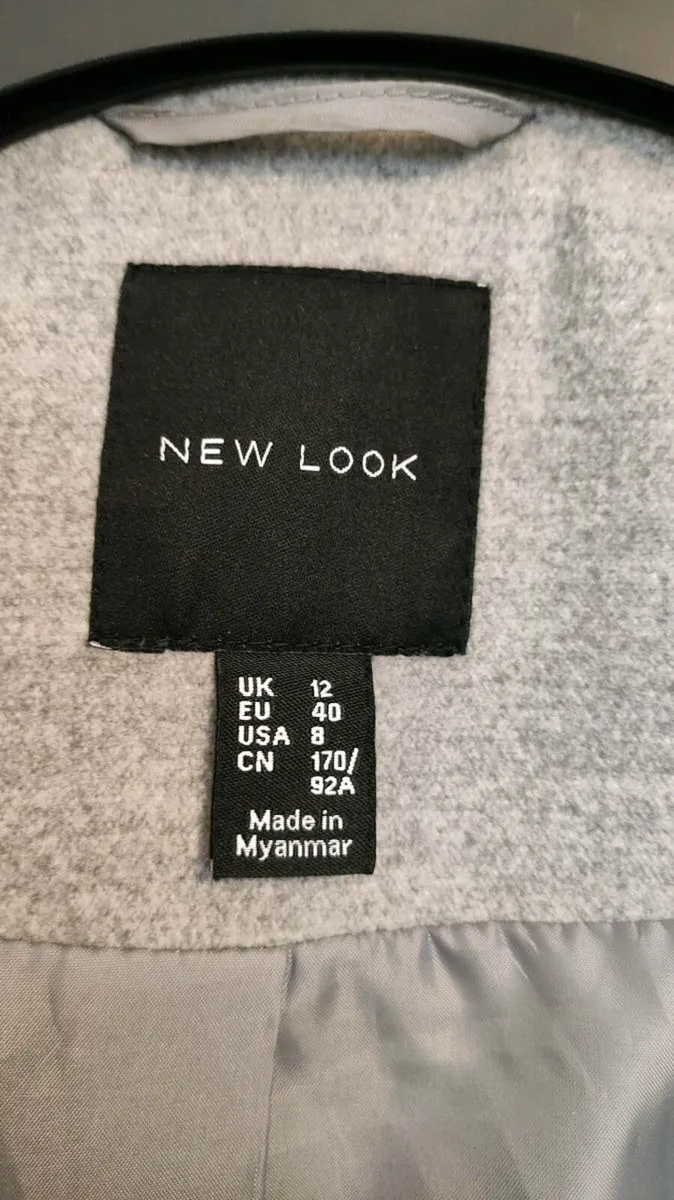 NEW LOOK
UK 12
EU 40
USA 8
CN 170/
92A
Made in
Myanmar